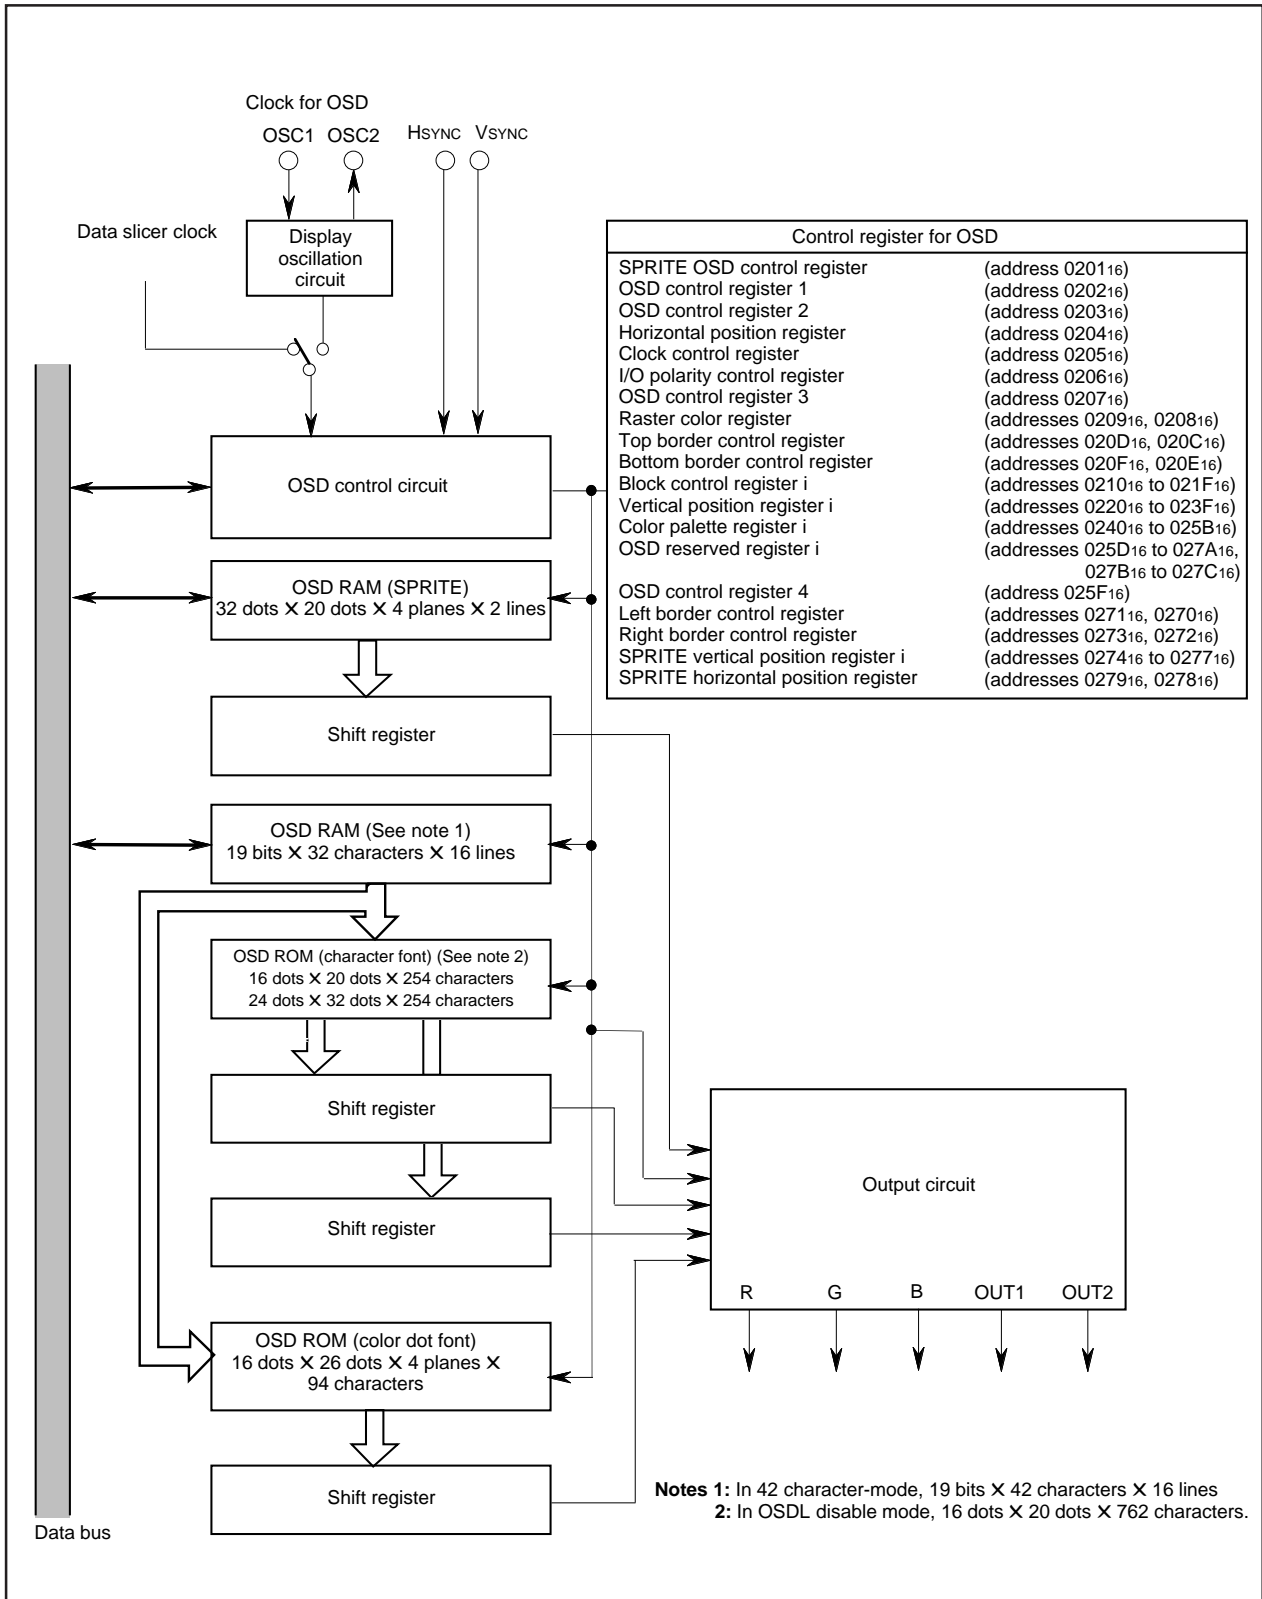 Clock for OSD
OSC1 OSC2 HSYNC VSYNC
Data slicer clock
Display
oscillation
circuit
Control register for OSD
SPRITE OSD control register (address 0201₁₆)
OSD control register 1 (address 0202₁₆)
OSD control register 2 (address 0203₁₆)
Horizontal position register (address 0204₁₆)
Clock control register (address 0205₁₆)
I/O polarity control register (address 0206₁₆)
OSD control register 3 (address 0207₁₆)
Raster color register (addresses 0209₁₆, 0208₁₆)
Top border control register (addresses 020D₁₆, 020C₁₆)
Bottom border control register (addresses 020F₁₆, 020E₁₆)
Block control register i (addresses 0210₁₆ to 021F₁₆)
Vertical position register i (addresses 0220₁₆ to 023F₁₆)
Color palette register i (addresses 0240₁₆ to 025B₁₆)
OSD reserved register i (addresses 025D₁₆ to 027A₁₆,
027B₁₆ to 027C₁₆)
OSD control register 4 (address 025F₁₆)
Left border control register (addresses 0271₁₆, 0270₁₆)
Right border control register (addresses 0273₁₆, 0272₁₆)
SPRITE vertical position register i (addresses 0274₁₆ to 0277₁₆)
SPRITE horizontal position register (addresses 0279₁₆, 0278₁₆)
OSD control circuit
OSD RAM (SPRITE)
32 dots × 20 dots × 4 planes × 2 lines
Shift register
OSD RAM (See note 1)
19 bits × 32 characters × 16 lines
OSD ROM (character font) (See note 2)
16 dots × 20 dots × 254 characters
24 dots × 32 dots × 254 characters
Shift register
Shift register
Output circuit
R G B OUT1 OUT2
OSD ROM (color dot font)
16 dots × 26 dots × 4 planes ×
94 characters
Shift register
Data bus
Notes 1: In 42 character-mode, 19 bits × 42 characters × 16 lines
2: In OSDL disable mode, 16 dots × 20 dots × 762 characters.